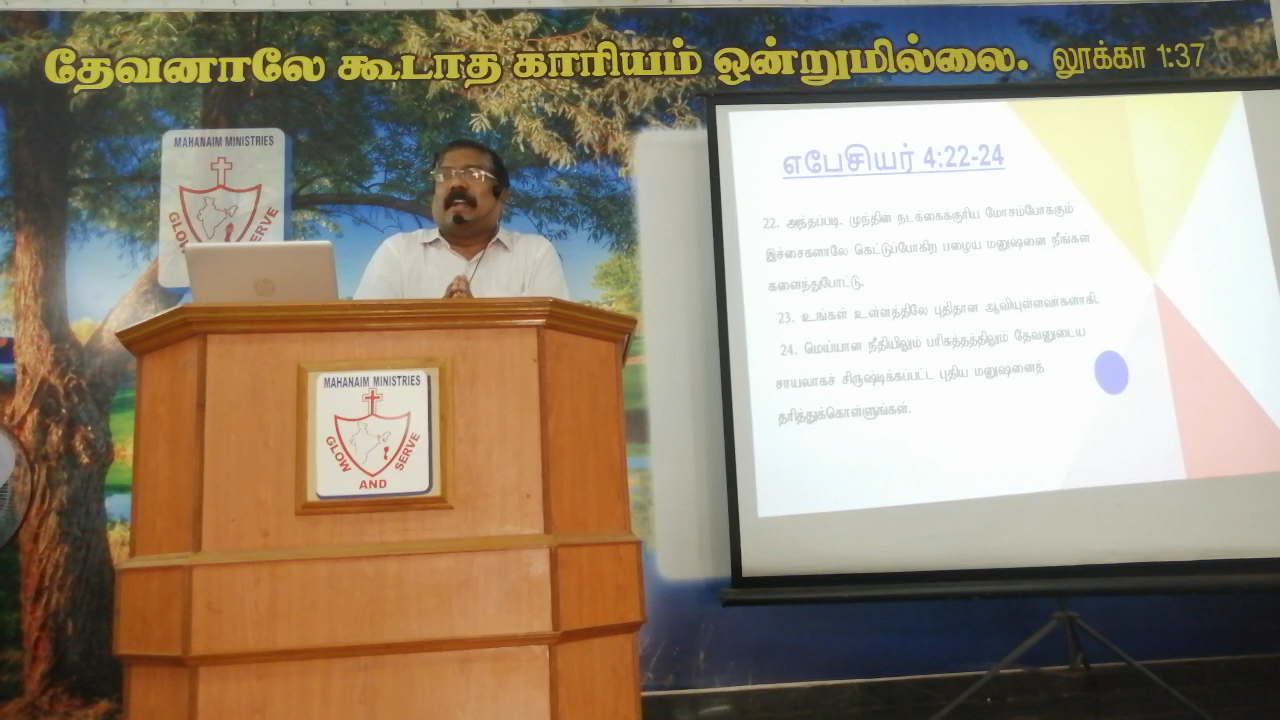 தேவனாலே கூடாத காரியம் ஒன்றுமில்லை. லூக்கா 1:37
MAHANAIM MINISTRIES
GLOW
SERVE
எபேசியர் 4:22-24
22. அந்தப்படி, முந்தின நடக்கைக்குரிய மோசம்போக்கும்
இச்சைகளாலே கெட்டுப்போகிற பழைய மனுஷனை நீங்கள்
களைந்துபோட்டு,
23. உங்கள் உள்ளத்திலே புதிதான ஆவியுள்ளவர்களாகி,
24. மெய்யான நீதியிலும் பரிசுத்தத்திலும் தேவனுடைய
சாயலாகச் சிருஷ்டிக்கப்பட்ட புதிய மனுஷனைத்
தரித்துக்கொள்ளுங்கள்.
MAHANAIM MINISTRIES
GLOW
AND
SERVE